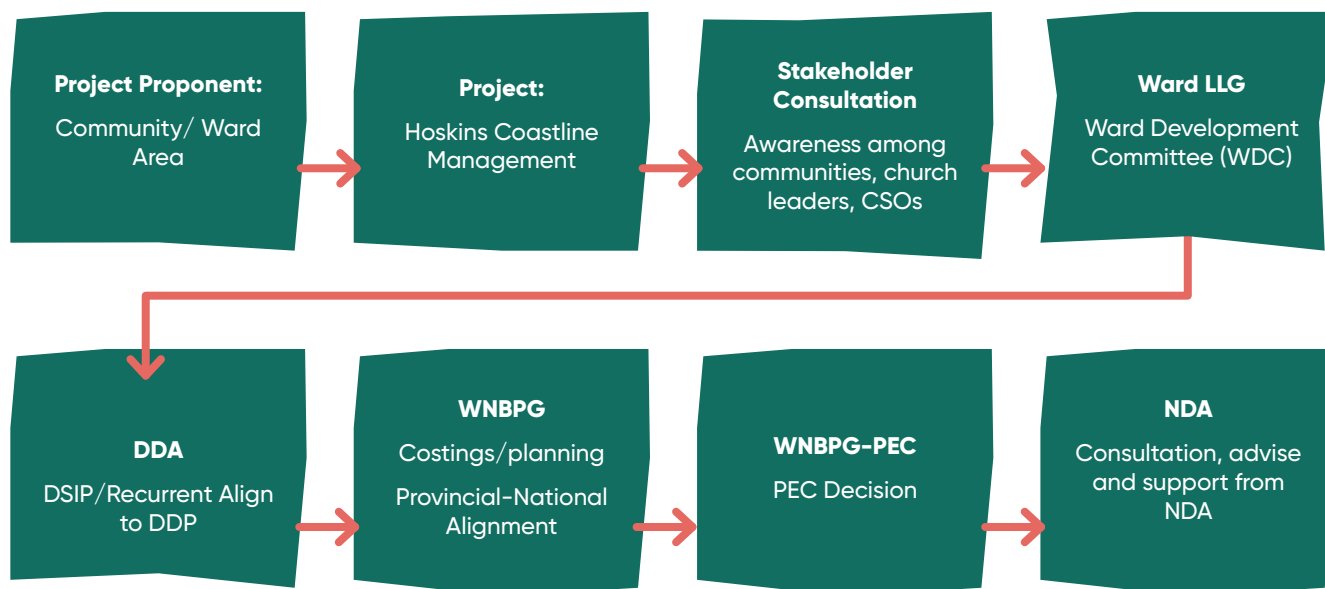 Project Proponent:
Community/ Ward
Area
Project:
Hoskins Coastline
Management
Stakeholder
Consultation
Awareness among
communities, church
leaders, CSOs
Ward LLG
Ward Development
Committee (WDC)
DDA
DSIP/Recurrent Align
to DDP
WNBPG
Costings/planning
Provincial-National
Alignment
WNBPG-PEC
PEC Decision
NDA
Consultation, advise
and support from
NDA